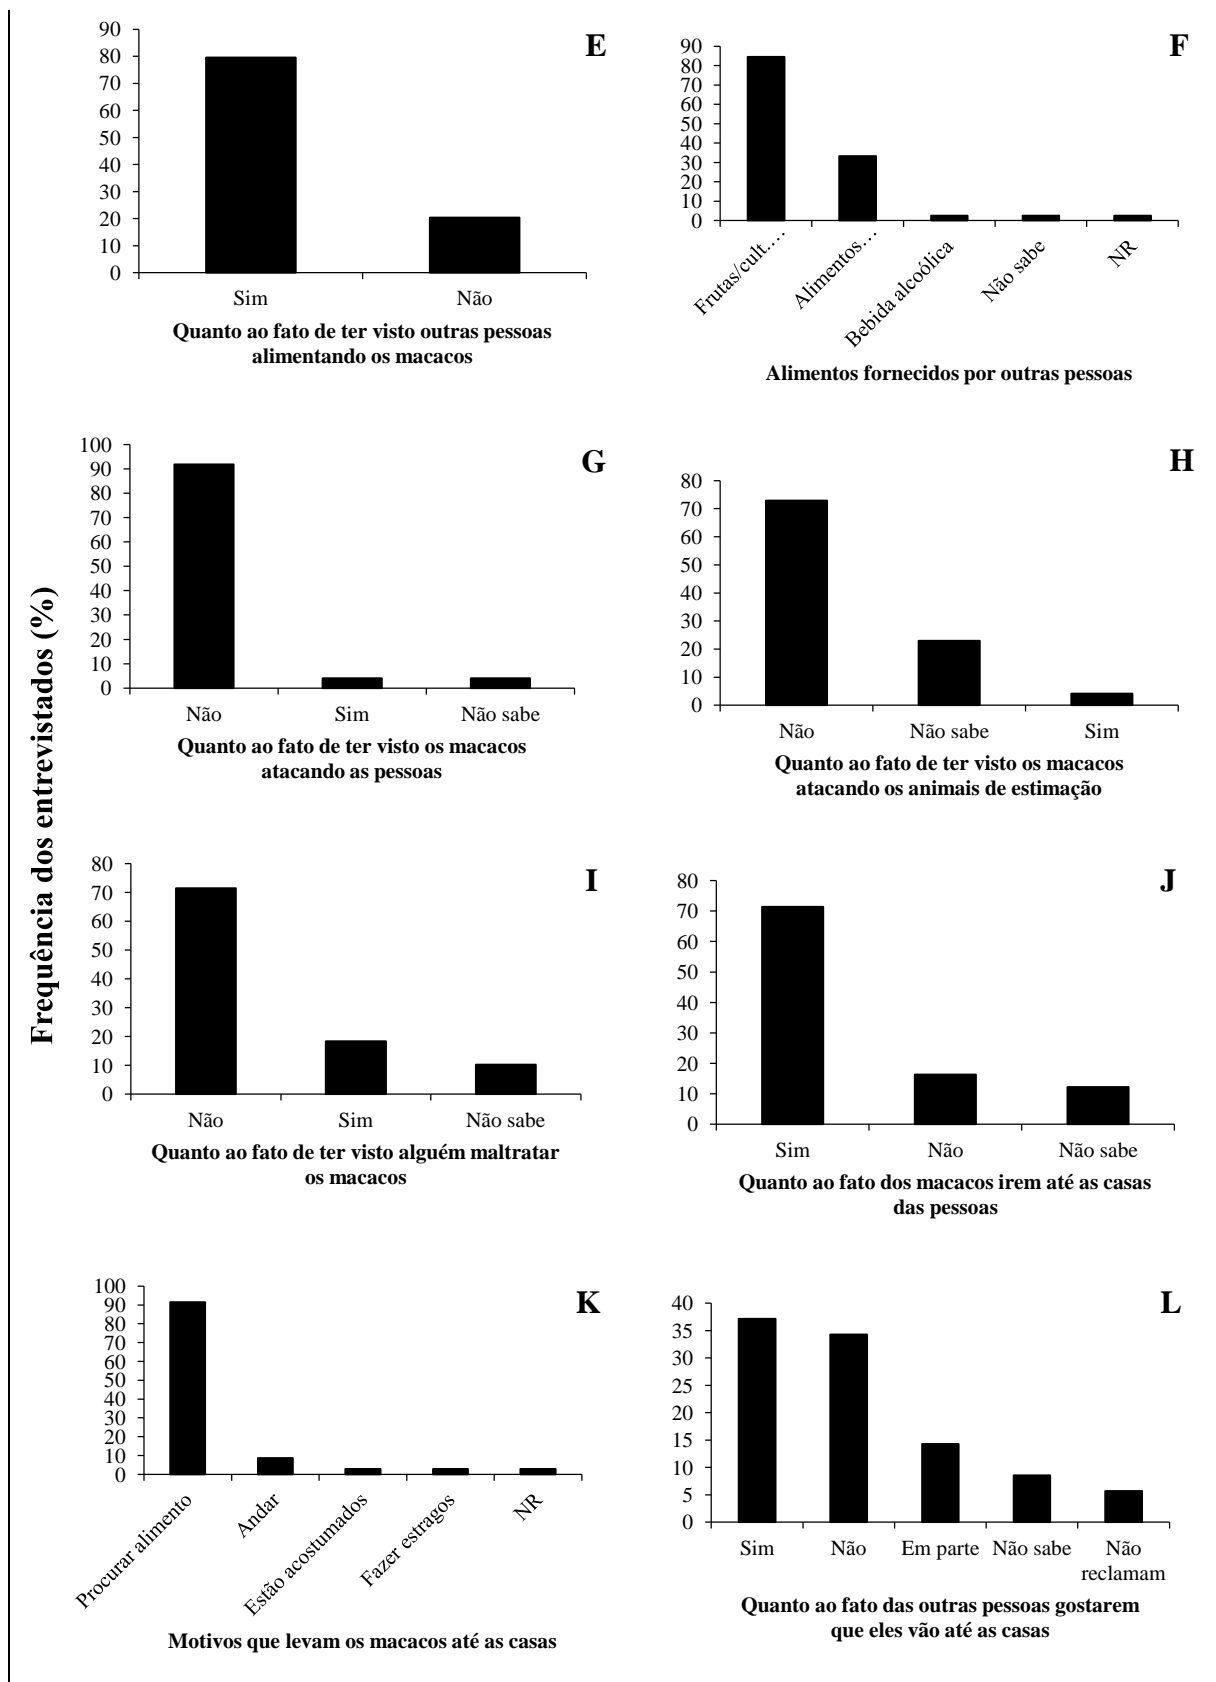 Frequência dos entrevistados (%)
E
90
80
70
60
50
40
30
20
10
0
Sim
Não
Quanto ao fato de ter visto outras pessoas
alimentando os macacos
F
90
80
70
60
50
40
30
20
10
0
Frutas/cult.…
Alimentos…
Bebida alcoólica
Não sabe
NR
Alimentos fornecidos por outras pessoas
G
100
90
80
70
60
50
40
30
20
10
0
Não
Sim
Não sabe
Quanto ao fato de ter visto os macacos
atacando as pessoas
H
80
70
60
50
40
30
20
10
0
Não
Não sabe
Sim
Quanto ao fato de ter visto os macacos
atacando os animais de estimação
I
80
70
60
50
40
30
20
10
0
Não
Sim
Não sabe
Quanto ao fato de ter visto alguém maltratar
os macacos
J
80
70
60
50
40
30
20
10
0
Sim
Não
Não sabe
Quanto ao fato dos macacos irem até as casas
das pessoas
K
100
90
80
70
60
50
40
30
20
10
0
Procurar alimento
Andar
Estão acostumados
Fazer estragos
NR
Motivos que levam os macacos até as casas
L
40
35
30
25
20
15
10
5
0
Sim
Não
Em parte
Não sabe
Não
reclamam
Quanto ao fato das outras pessoas gostarem
que eles vão até as casas